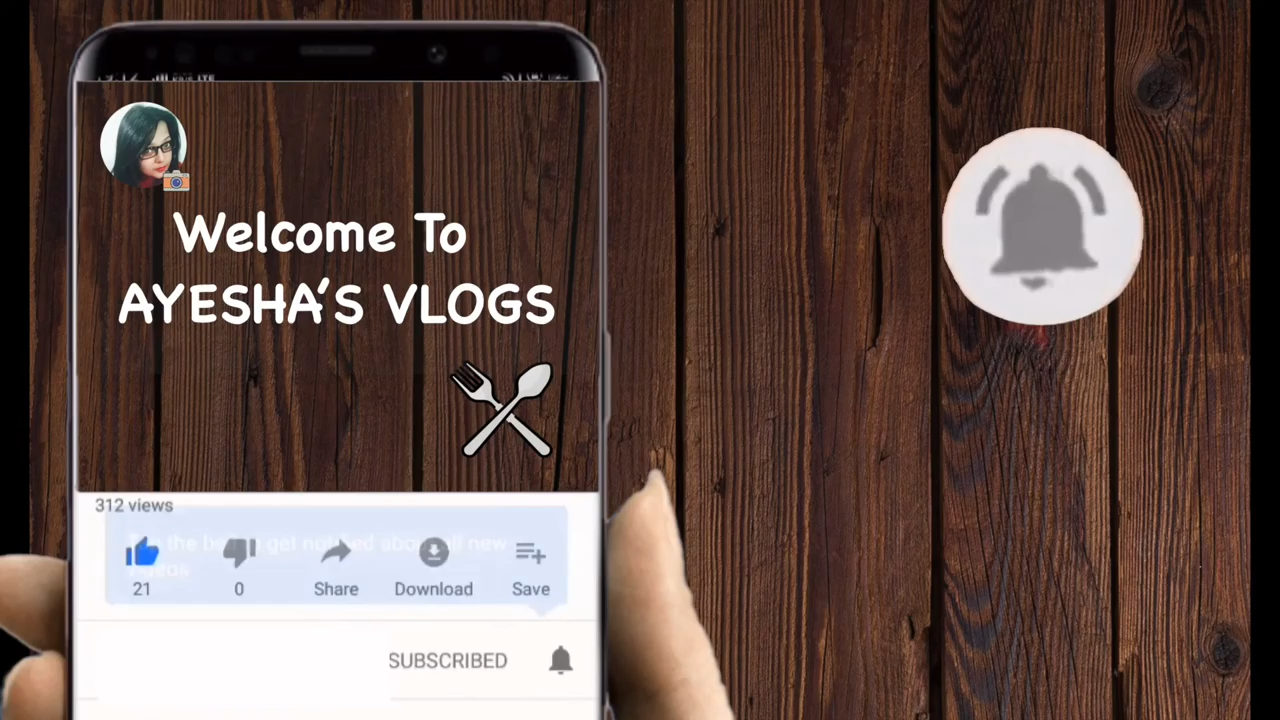 Welcome To
AYESHA'S VLOGS
312 views
21
0
Share
Download
Save
SUBSCRIBED